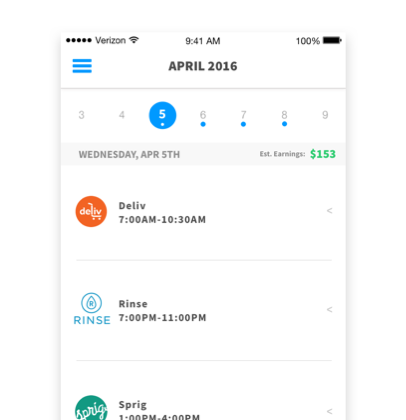 Verizon 9:41 AM 100%
APRIL 2016
3 4 5 6 7 8 9
WEDNESDAY, APR 5TH Est. Earnings: $153
deliv
Deliv
7:00AM-10:30AM <
RINSE
Rinse
7:00PM-11:00PM <
sprig
Sprig
1:00PM-4:00PM <